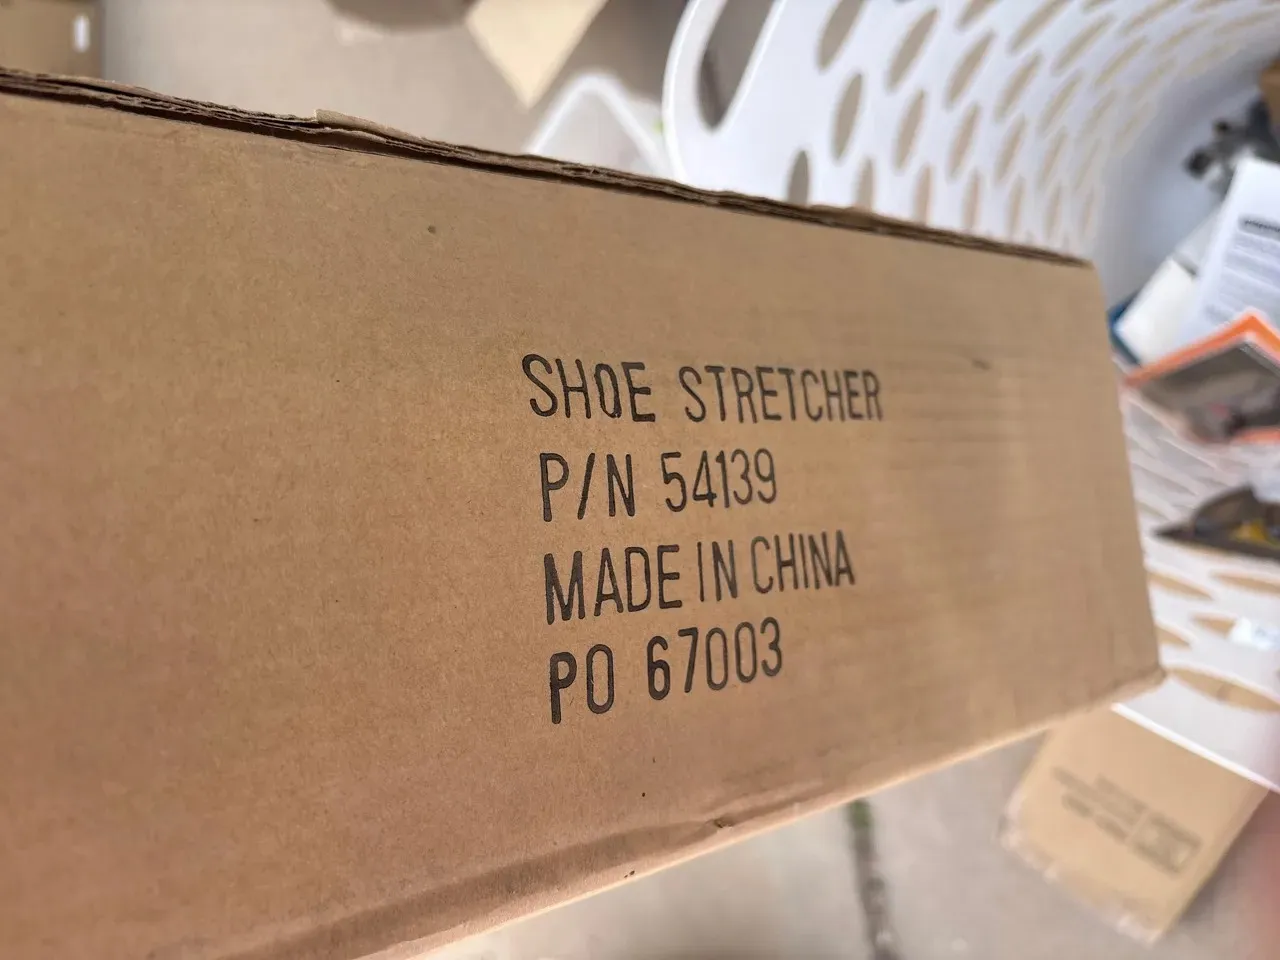 SHOE STRETCHER
P/N 54139
MADE IN CHINA
PO 67003